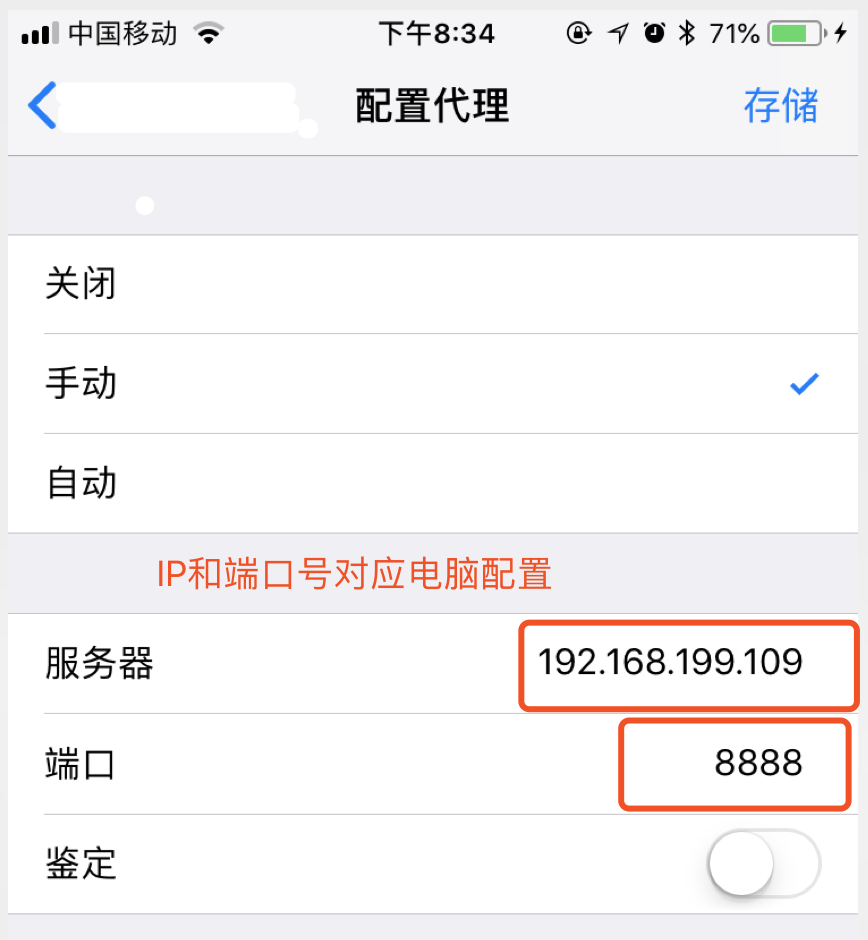 中国移动 下午8:34 71%
配置代理 存储
关闭
手动
自动
IP和端口号对应电脑配置
服务器 192.168.199.109
端口 8888
鉴定